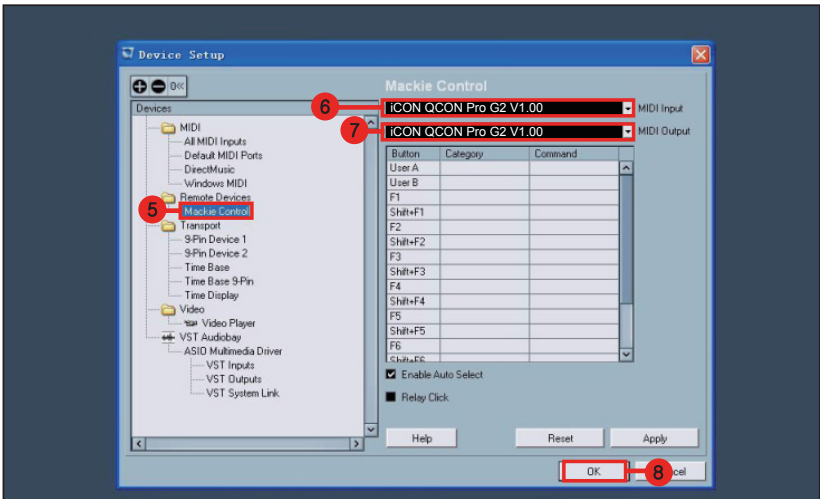 Device Setup
Devices
MIDI
All MIDI Inputs
Default MIDI Ports
DirectMusic
Windows MIDI
Remote Devices
5
Mackie Control
Transport
9-Pin Device 1
9-Pin Device 2
Time Base
Time Base 9-Pin
Time Display
Video
Video Player
VST Audiobay
ASIO Multimedia Driver
VST Inputs
VST Outputs
VST System Link
Mackie Control
6 iCON QCON Pro G2 V1.00 MIDI Input
7 iCON QCON Pro G2 V1.00 MIDI Output
Button Category Command
User A
User B
F1
Shift+F1
F2
Shift+F2
F3
Shift+F3
F4
Shift+F4
F5
Shift+F5
F6
Shift+F6
Enable Auto Select
Relay Click
Help Reset Apply
OK 8 cel